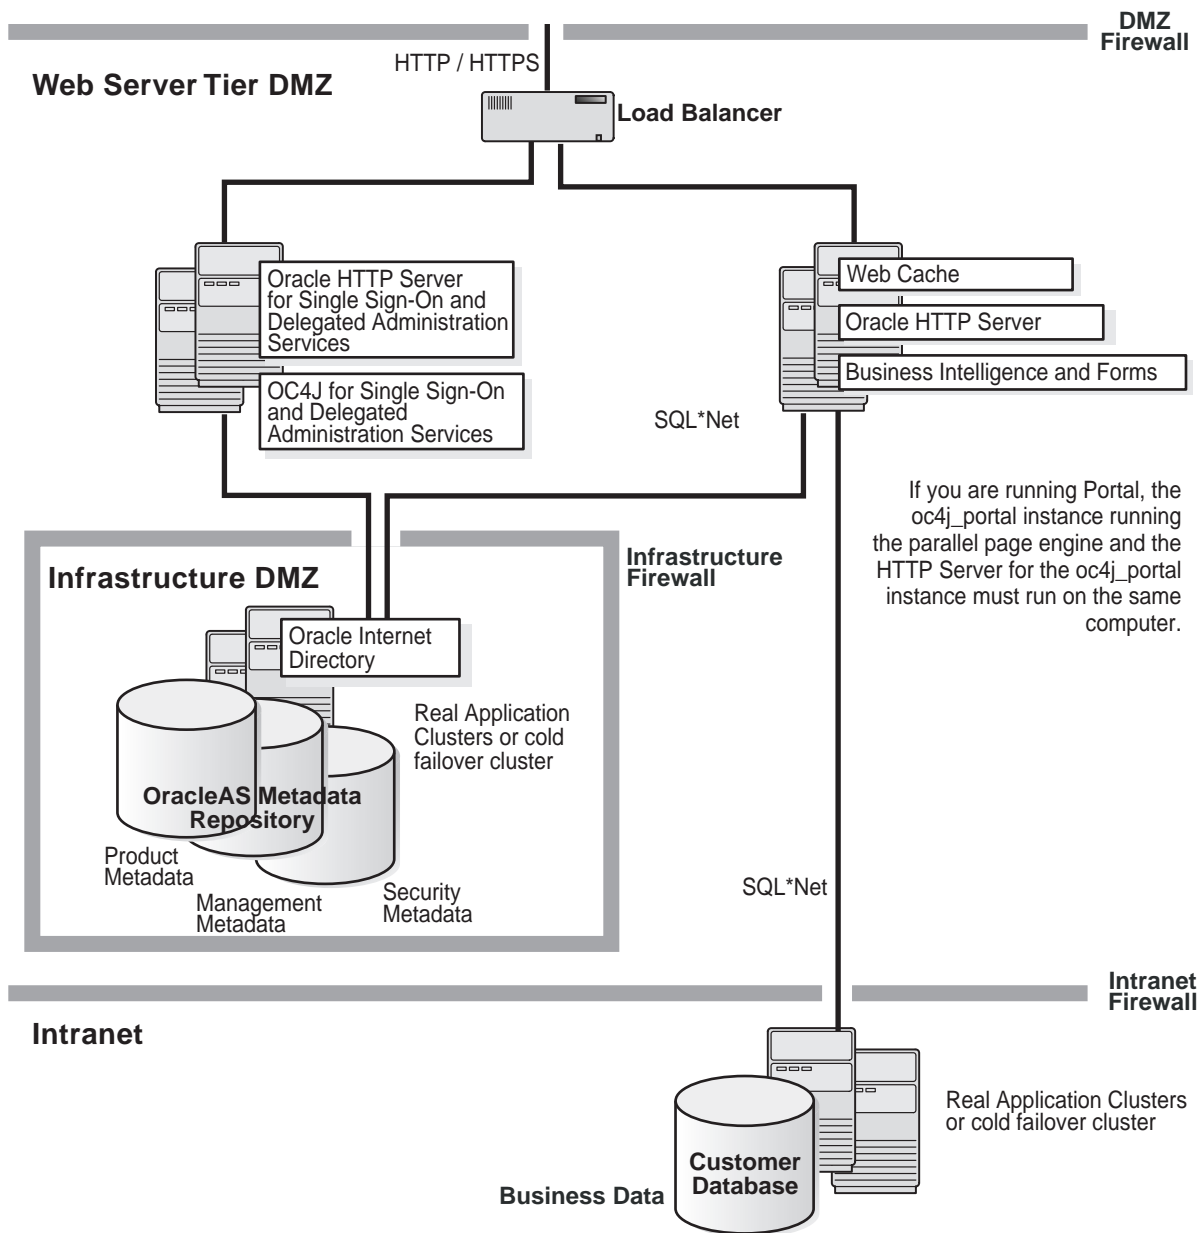 DMZ
Firewall
HTTP / HTTPS
Web Server Tier DMZ
Load Balancer
Oracle HTTP Server
for Single Sign-On and
Delegated Administration
Services
OC4J for Single Sign-On
and Delegated
Administration Services
Web Cache
Oracle HTTP Server
Business Intelligence and Forms
SQL*Net
If you are running Portal, the
oc4j_portal instance running
the parallel page engine and the
HTTP Server for the oc4j_portal
instance must run on the same
computer.
Infrastructure
Firewall
Infrastructure DMZ
Oracle Internet
Directory
Real Application
Clusters or cold
failover cluster
OracleAS Metadata
Repository
Product
Metadata
Management
Metadata
Security
Metadata
SQL*Net
Intranet
Firewall
Intranet
Real Application Clusters
or cold failover cluster
Customer
Database
Business Data